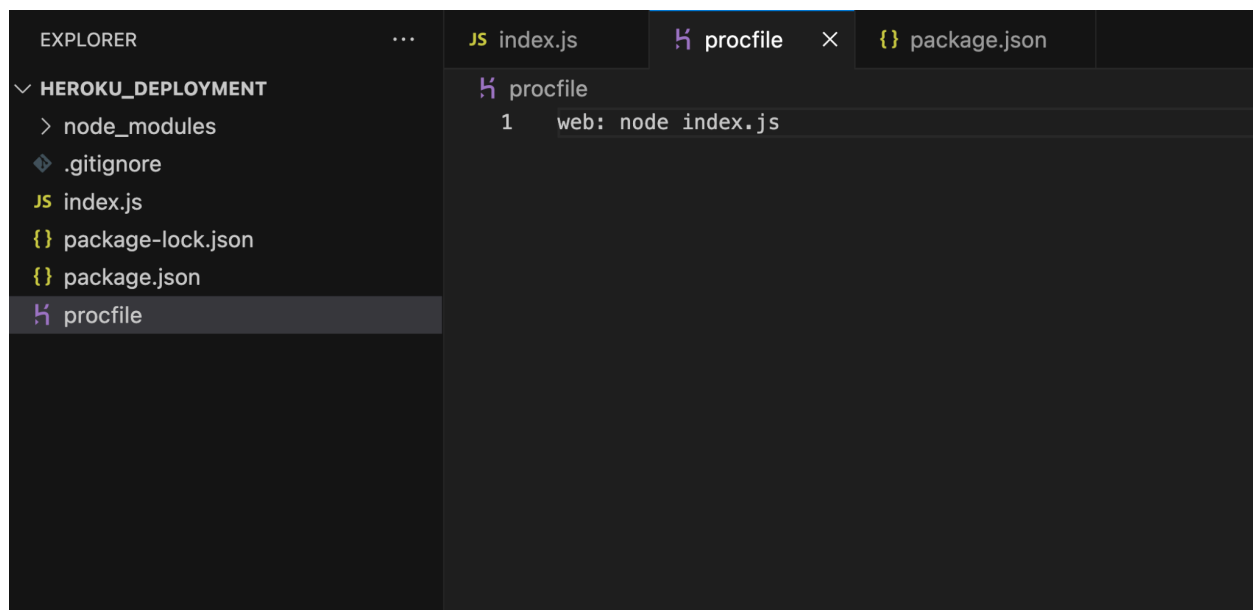 EXPLORER
HEROKU_DEPLOYMENT
node_modules
.gitignore
JS index.js
{} package-lock.json
{} package.json
procfile
JS index.js
procfile
{} package.json
procfile
1 web: node index.js